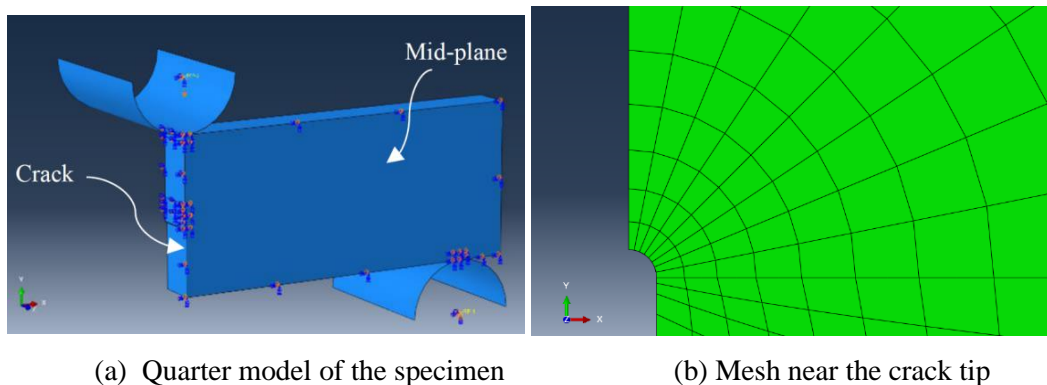 Mid-plane
Crack
Y
X
Y
Z
X
(a) Quarter model of the specimen
(b) Mesh near the crack tip